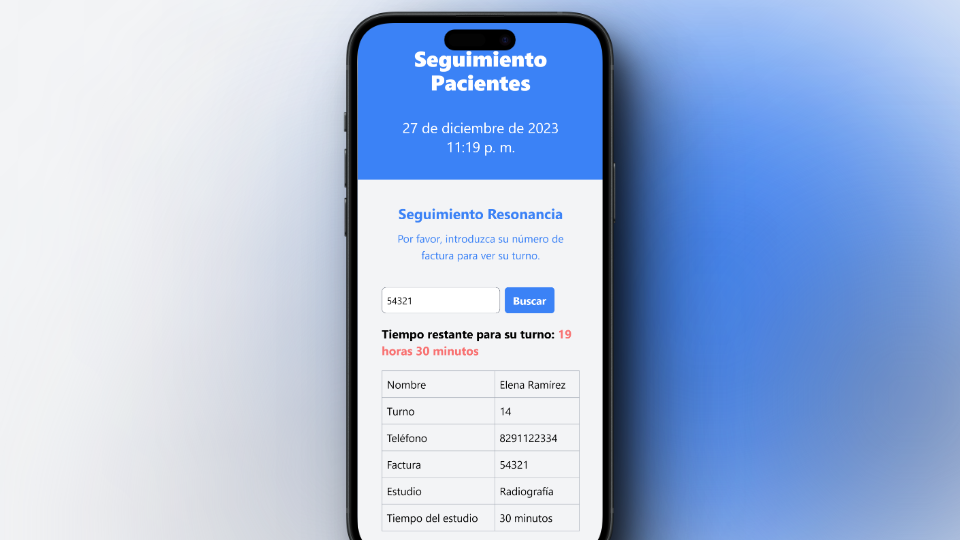 Seguimiento
Pacientes
27 de diciembre de 2023
11:19 p. m.
Seguimiento Resonancia
Por favor, introduzca su número de
factura para ver su turno.
54321 Buscar
Tiempo restante para su turno: 19
horas 30 minutos
Nombre Elena Ramírez
Turno 14
Teléfono 8291122334
Factura 54321
Estudio Radiografía
Tiempo del estudio 30 minutos